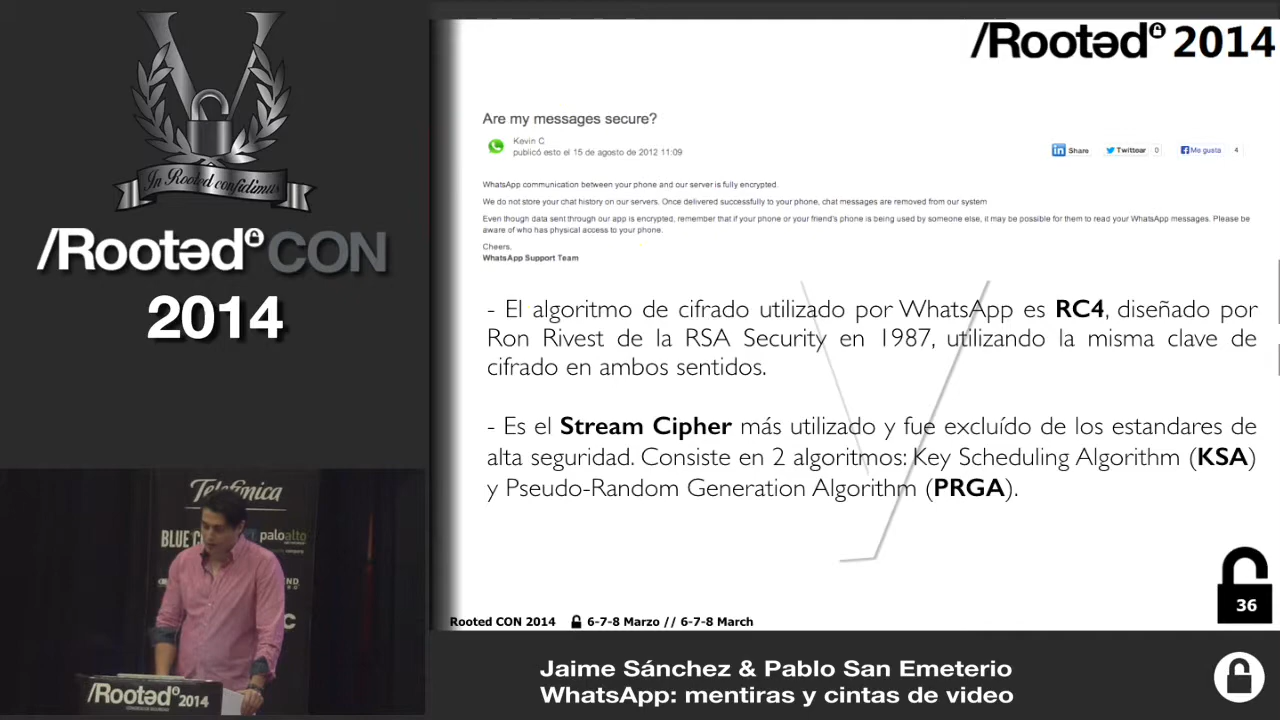 In Rooted confidimus
/RootedCON
2014
/Rooted 2014
Are my messages secure?
Kevin C
publicó esto el 15 de agosto de 2012 11:09
Share
Twittear 0
Me gusta 4
WhatsApp communication between your phone and our server is fully encrypted.
We do not store your chat history on our servers. Once delivered successfully to your phone, chat messages are removed from our system
Even though data sent through our app is encrypted, remember that if your phone or your friend's phone is being used by someone else, it may be possible for them to read your WhatsApp messages. Please be
aware of who has physical access to your phone.
Cheers,
WhatsApp Support Team
- El algoritmo de cifrado utilizado por WhatsApp es RC4, diseñado por
Ron Rivest de la RSA Security en 1987, utilizando la misma clave de
cifrado en ambos sentidos.
- Es el Stream Cipher más utilizado y fue excluído de los estandares de
alta seguridad. Consiste en 2 algoritmos: Key Scheduling Algorithm (KSA)
y Pseudo-Random Generation Algorithm (PRGA).
36
Rooted CON 2014 6-7-8 Marzo // 6-7-8 March
Telefónica
BLUE
paloalto
/Rooted 2014
Jaime Sánchez & Pablo San Emeterio
WhatsApp: mentiras y cintas de video